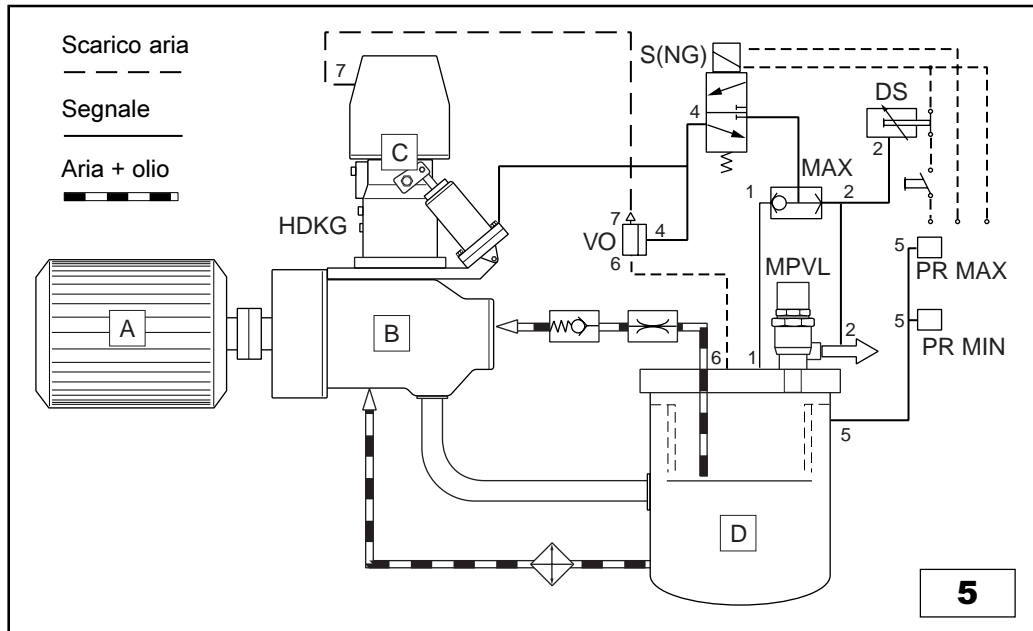 Scarico aria
Segnale
Aria + olio
7
C
HDKG
A
B
S(NG)
4
DS
2
MAX
1
2
7
VO
4
6
MPVL
5
PR MAX
5
PR MIN
6
1
2
5
D
5